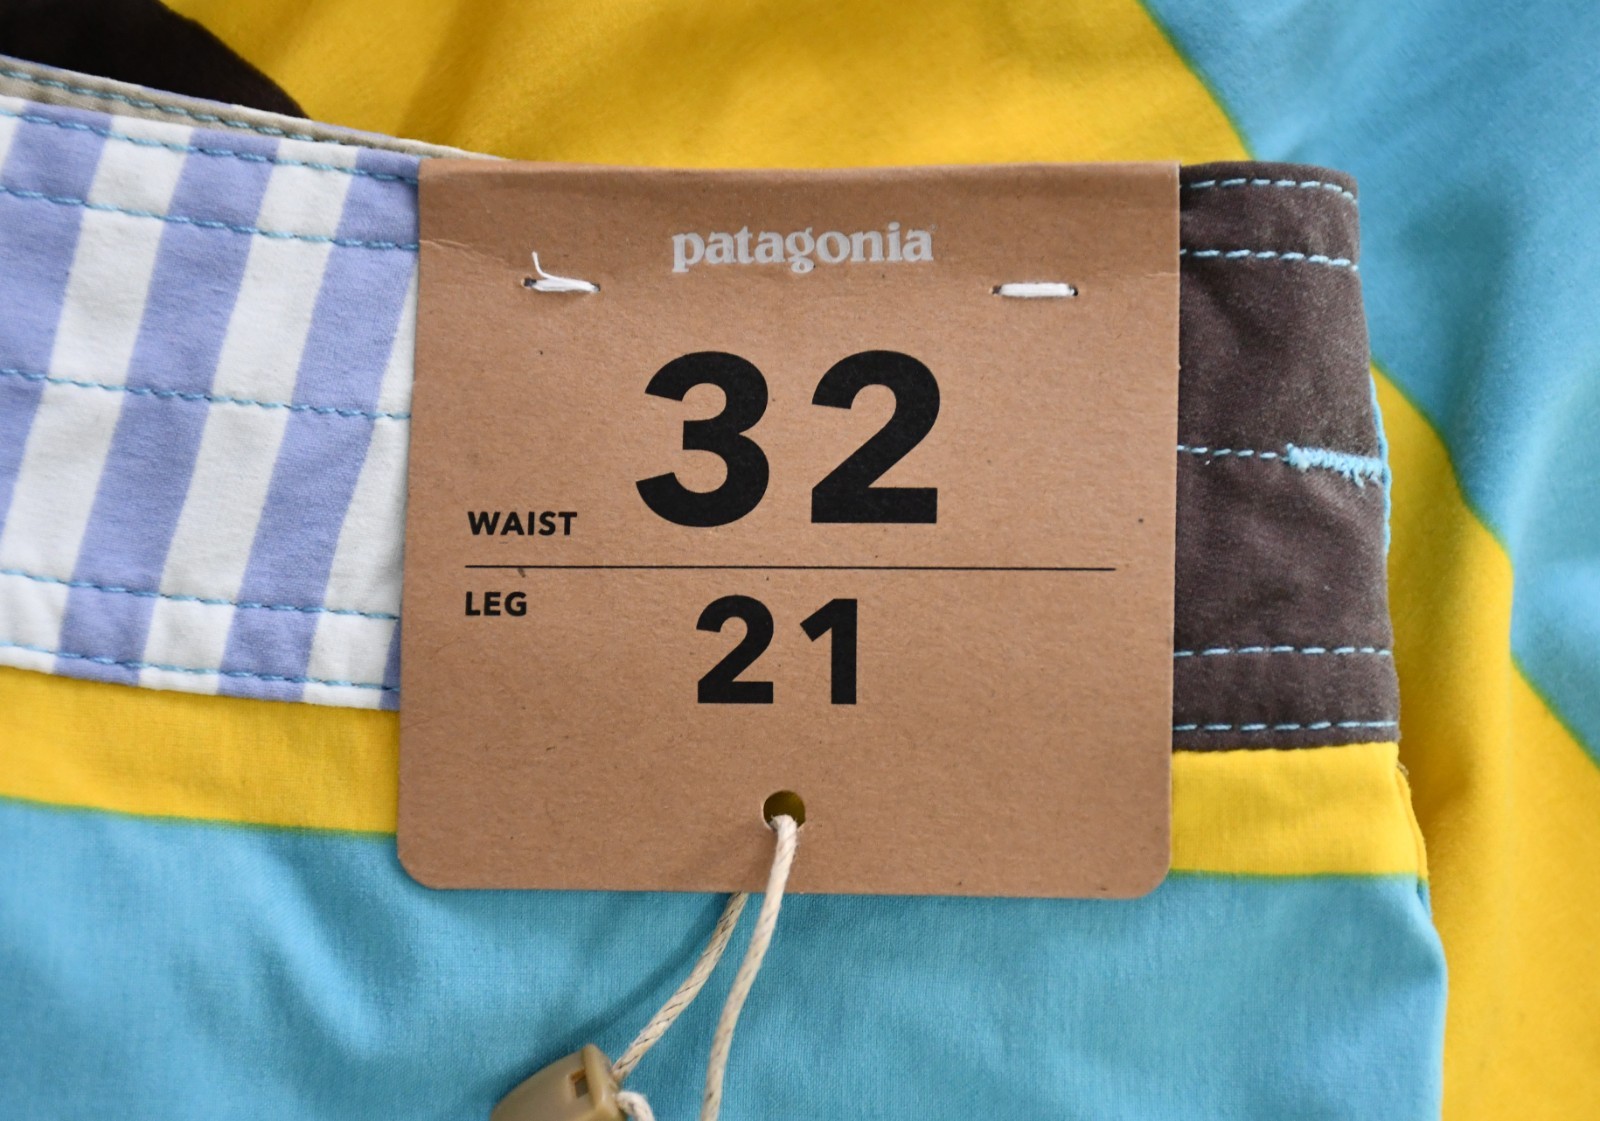 patagonia
WAIST 32
LEG 21